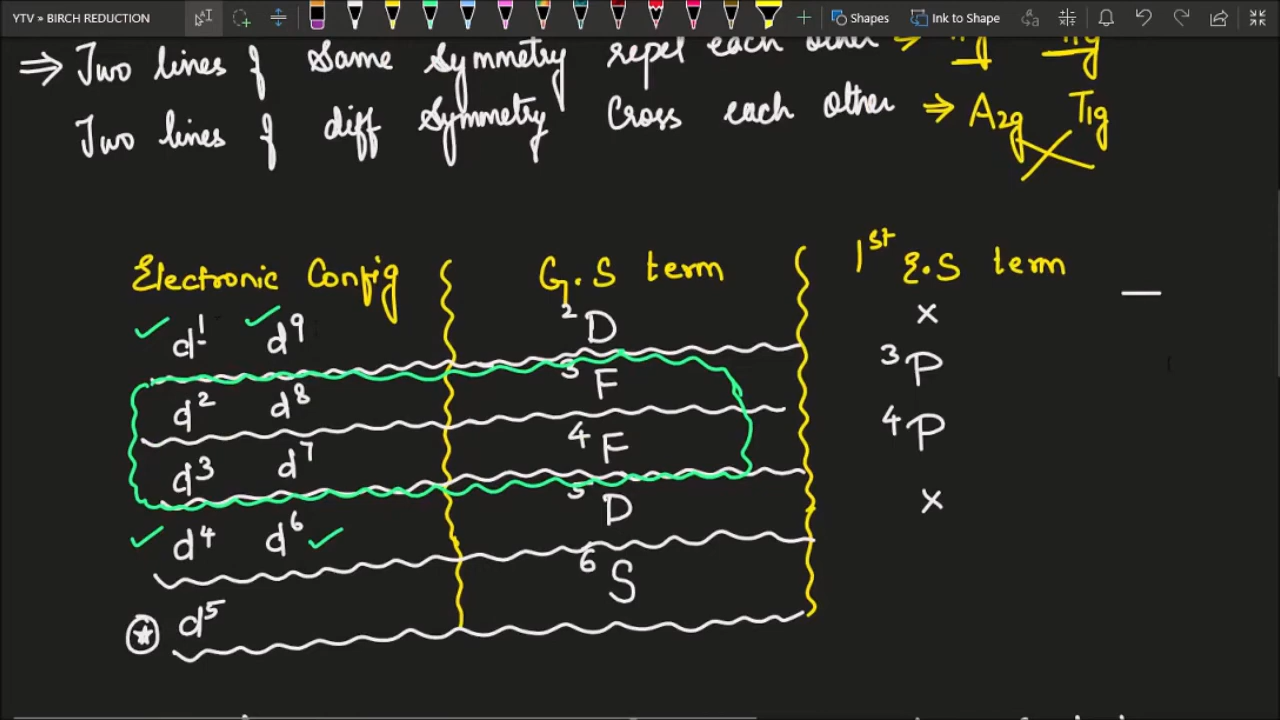 YTV » BIRCH REDUCTION
Shapes
Ink to Shape
⇒ Two lines of Same Symmetry repel each other ⇒
Two lines of diff Symmetry Cross each other ⇒ A₂g T₁g
Electronic Config G.S term 1st E.S term
d¹ d⁹ ²D ×
d² d⁸ ³F ³P
d³ d⁷ ⁴F ⁴P
d⁴ d⁶ ⁵D ×
d⁵ ⁶S